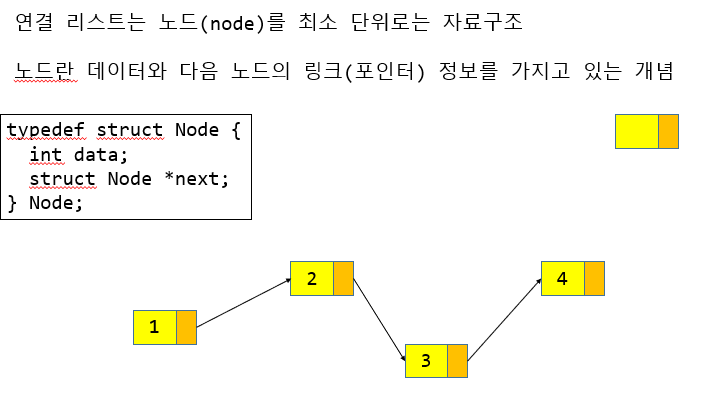 연결 리스트는 노드(node)를 최소 단위로는 자료구조
노드란 데이터와 다음 노드의 링크(포인터) 정보를 가지고 있는 개념
typedef struct Node {
int data;
struct Node *next;
} Node;
1
2
3
4